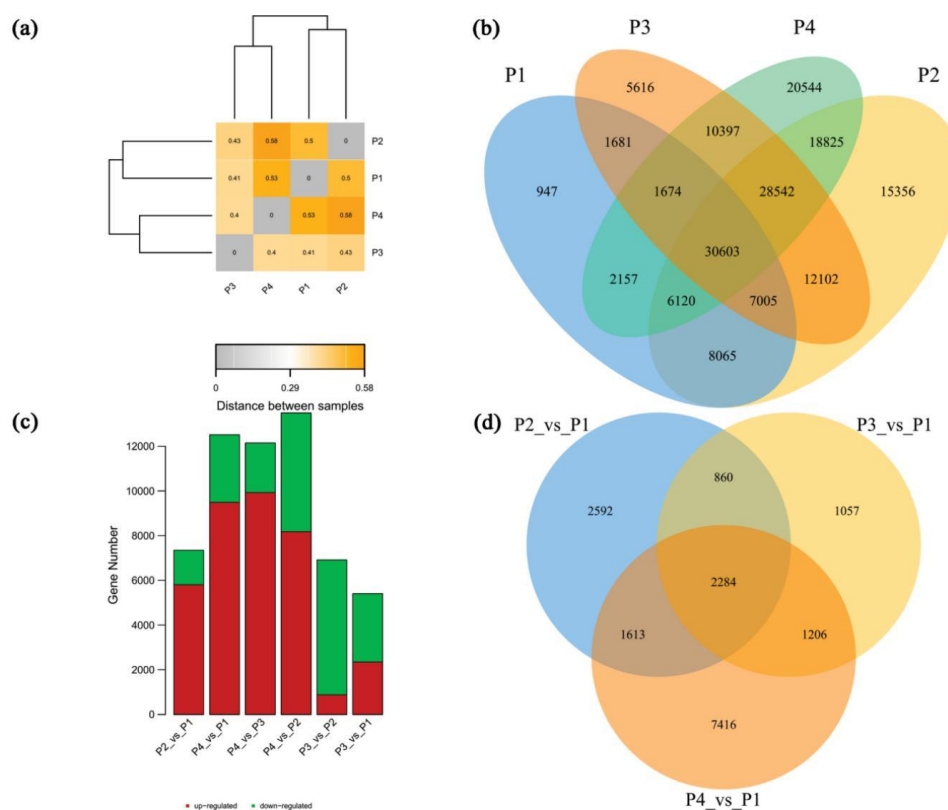 (a)
0.43 0.58 0.5 0 P2
0.41 0.53 0 0.5 P1
0.4 0 0.53 0.58 P4
0 0.4 0.41 0.43 P3
P3 P4 P1 P2
0 0.29 0.58
Distance between samples
(b)
P3 P4
P1 P2
5616 20544
10397
1681 18825
947 1674 28542 15356
30603
2157 12102
6120 7005
8065
(c)
12000
10000
8000
6000
4000
2000
0
Gene Number
P2_vs_P1 P4_vs_P1 P4_vs_P3 P4_vs_P2 P3_vs_P2 P3_vs_P1
up-regulated down-regulated
(d)
P2_vs_P1 P3_vs_P1
860
2592 1057
2284
1613 1206
7416
P4_vs_P1